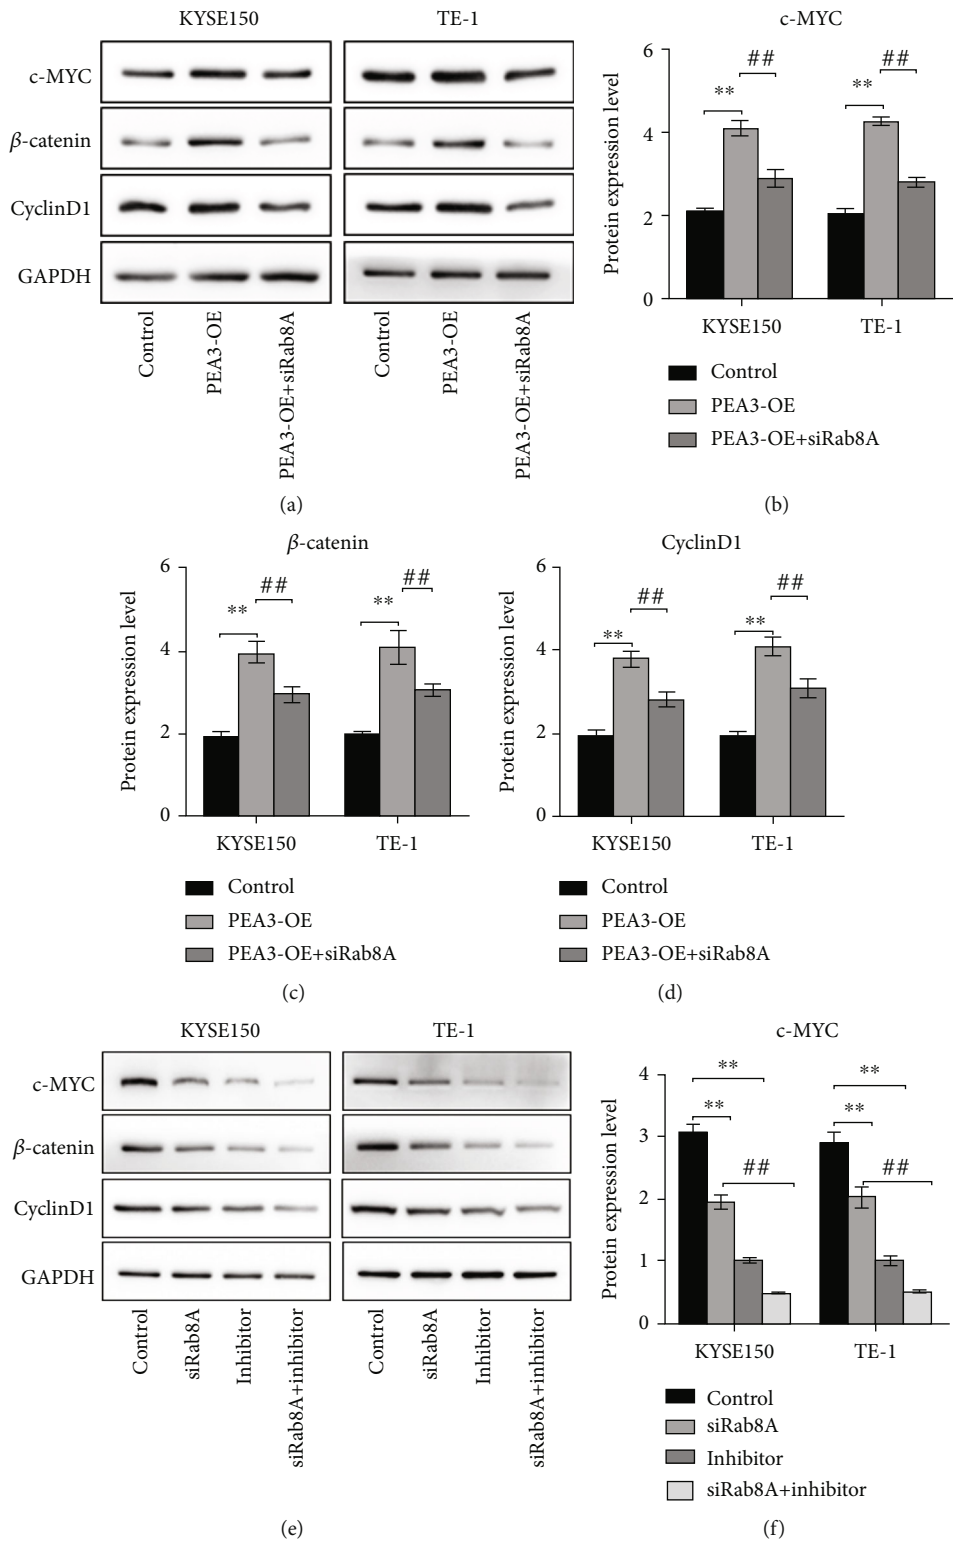 KYSE150
TE-1
c-MYC
β-catenin
CyclinD1
GAPDH
Control
PEA3-OE
PEA3-OE+siRab8A
Control
PEA3-OE
PEA3-OE+siRab8A
(a)
c-MYC
Protein expression level
6
4
2
0
**
##
**
##
KYSE150
TE-1
Control
PEA3-OE
PEA3-OE+siRab8A
(b)
β-catenin
Protein expression level
6
4
2
0
**
##
**
##
KYSE150
TE-1
Control
PEA3-OE
PEA3-OE+siRab8A
(c)
CyclinD1
Protein expression level
6
4
2
0
**
##
**
##
KYSE150
TE-1
Control
PEA3-OE
PEA3-OE+siRab8A
(d)
KYSE150
TE-1
c-MYC
β-catenin
CyclinD1
GAPDH
Control
siRab8A
Inhibitor
siRab8A+inhibitor
Control
siRab8A
Inhibitor
siRab8A+inhibitor
(e)
c-MYC
Protein expression level
4
3
2
1
0
**
**
##
**
**
##
KYSE150
TE-1
Control
siRab8A
Inhibitor
siRab8A+inhibitor
(f)